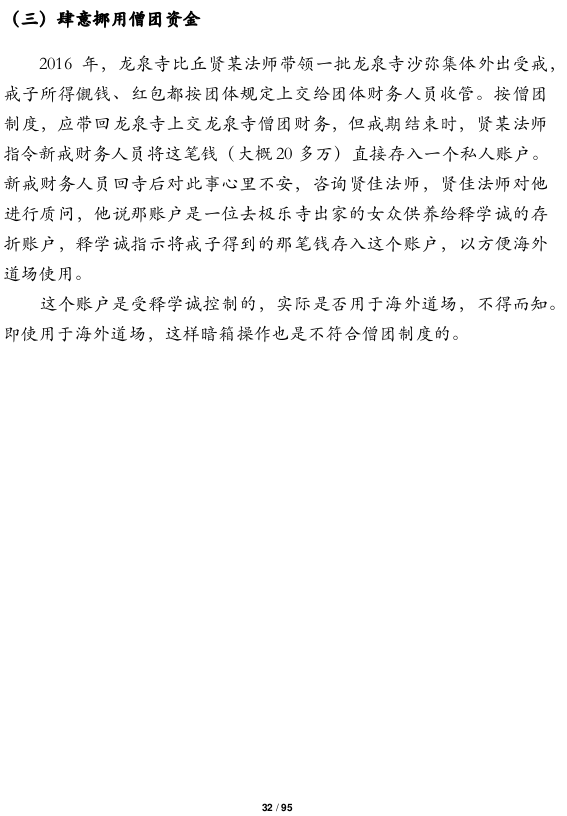 （三）肆意挪用僧团资金
2016 年，龙泉寺比丘贤某法师带领一批龙泉寺沙弥集体外出受戒，
戒子所得儭钱、红包都按团体规定上交给团体财务人员收管。按僧团
制度，应带回龙泉寺上交龙泉寺僧团财务，但戒期结束时，贤某法师
指令新戒财务人员将这笔钱（大概 20 多万）直接存入一个私人账户。
新戒财务人员回寺后对此事心里不安，咨询贤佳法师，贤佳法师对他
进行质问，他说那账户是一位去极乐寺出家的女众供养给释学诚的存
折账户，释学诚指示将戒子得到的那笔钱存入这个账户，以方便海外
道场使用。
这个账户是受释学诚控制的，实际是否用于海外道场，不得而知。
即使用于海外道场，这样暗箱操作也是不符合僧团制度的。
32 / 95